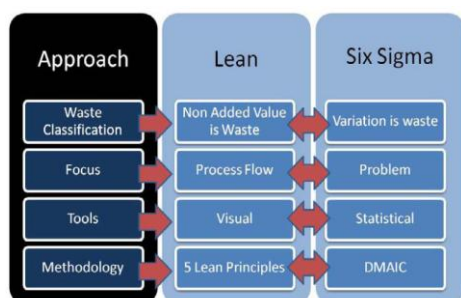 Approach
Lean
Six Sigma
Waste
Classification
Non Added Value
is Waste
Variation is waste
Focus
Process Flow
Problem
Tools
Visual
Statistical
Methodology
5 Lean Principles
DMAIC